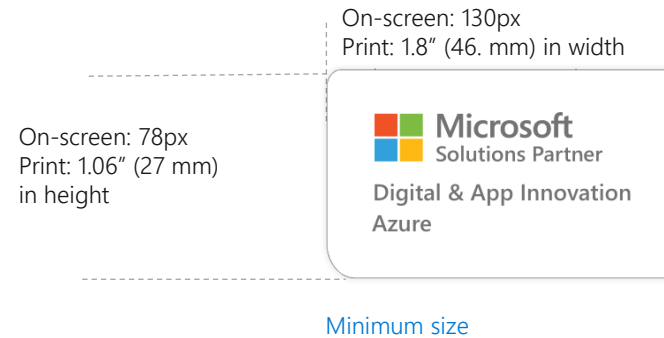 On-screen: 130px
Print: 1.8” (46. mm) in width
On-screen: 78px
Print: 1.06” (27 mm)
in height
Microsoft
Solutions Partner
Digital & App Innovation
Azure
Minimum size